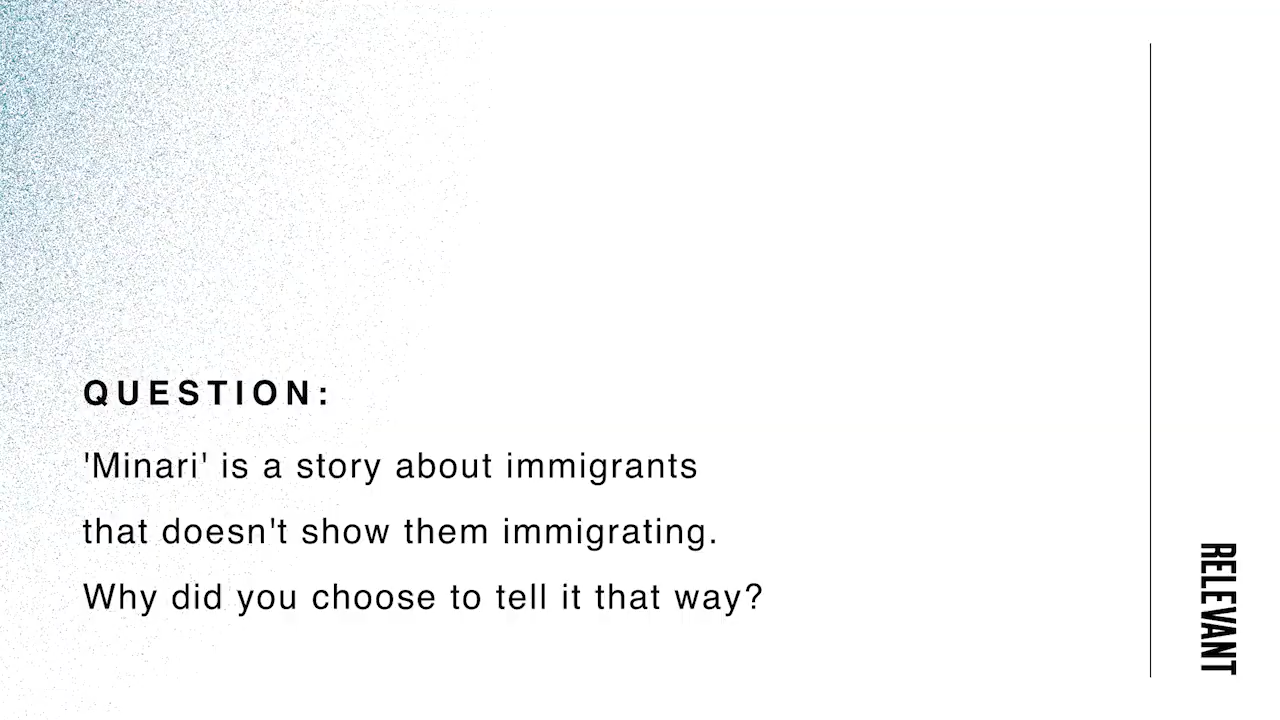 QUESTION:
'Minari' is a story about immigrants
that doesn't show them immigrating.
Why did you choose to tell it that way?
RELEVANT